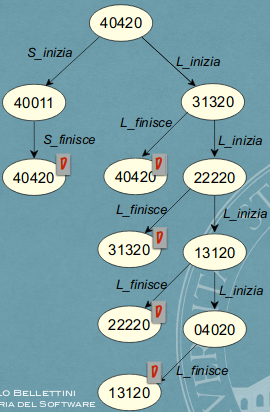 40420
S_inizia
L_inizia
40011
31320
L_finisce
S_finisce
L_inizia
40420
D
40420
D
22220
L_finisce
L_inizia
31320
D
13120
L_finisce
L_inizia
22220
D
04020
LO BELLETTINI
L_finisce
RIA DEL SOFTWARE
13120
D